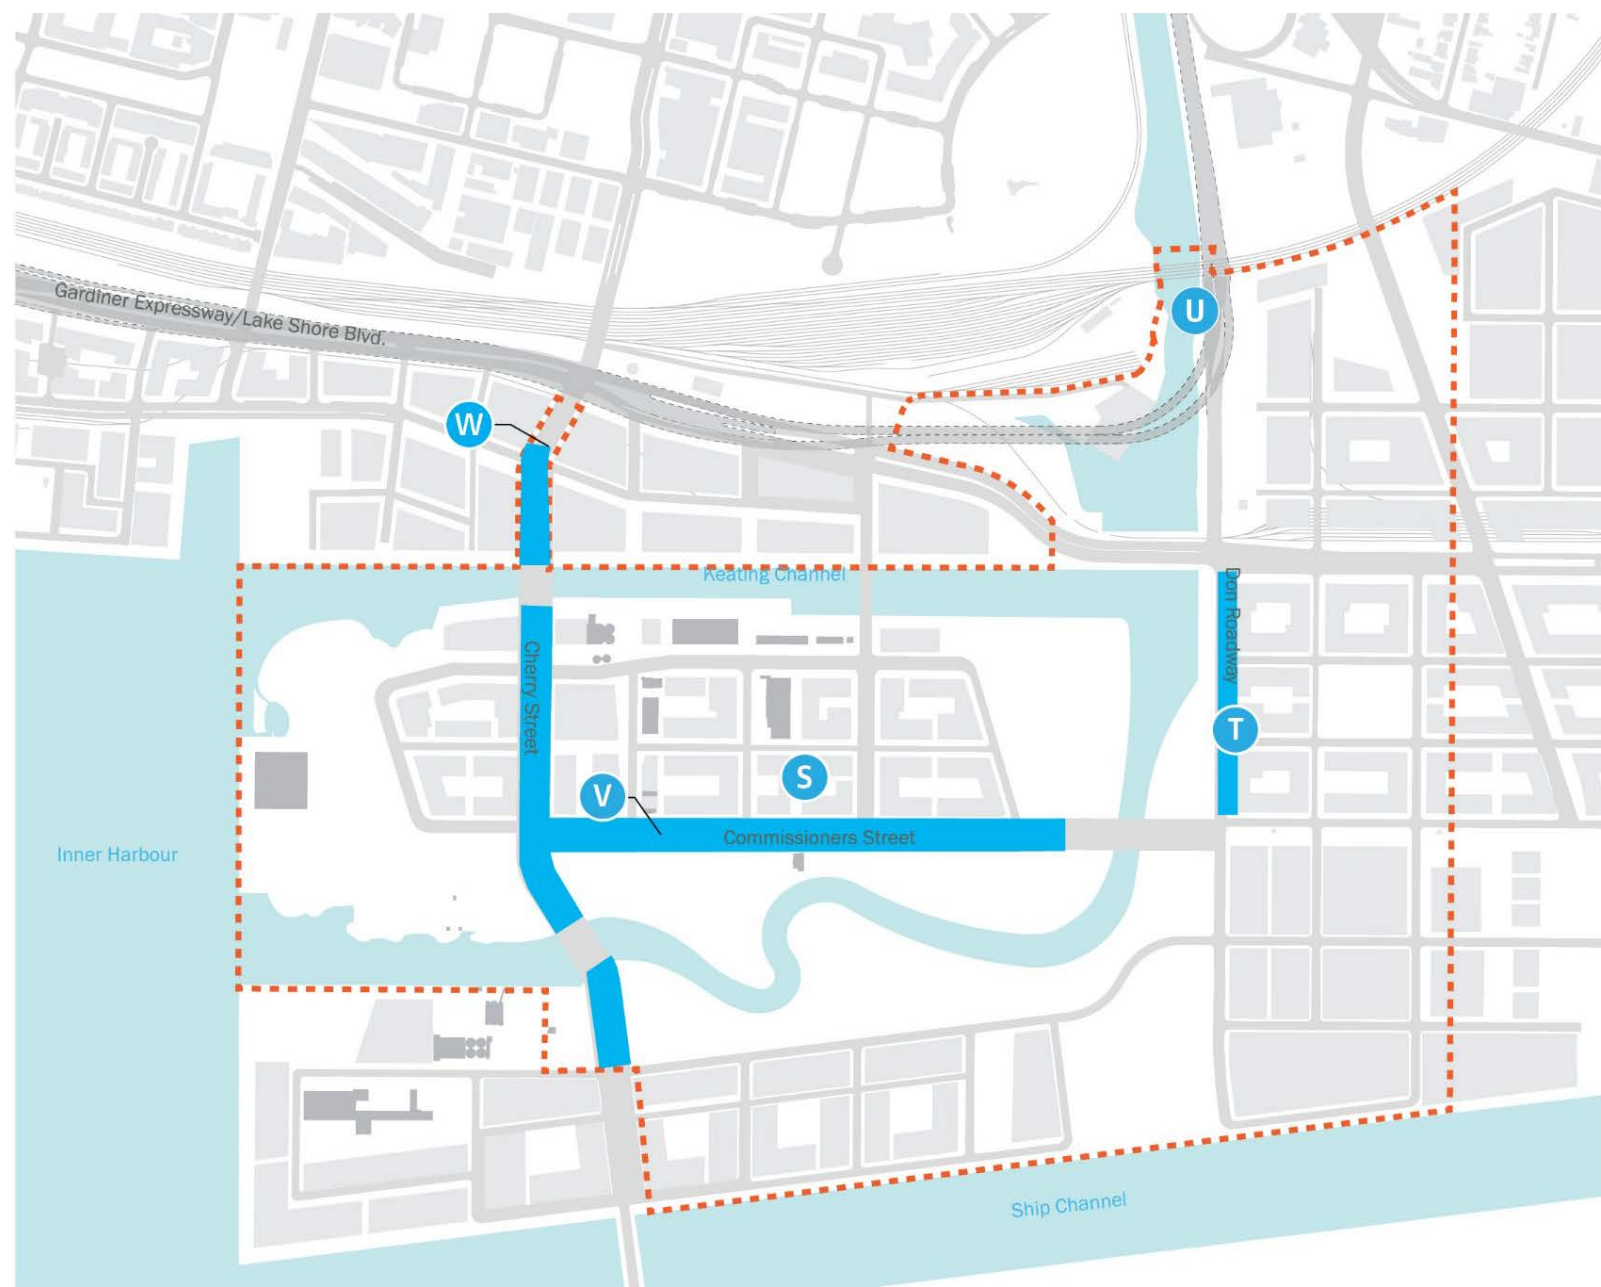 U
Gardiner Expressway/Lake Shore Blvd.
W
Keating Channel
Don Roadway
Cherry Street
T
S
V
Commissioners Street
Inner Harbour
Ship Channel